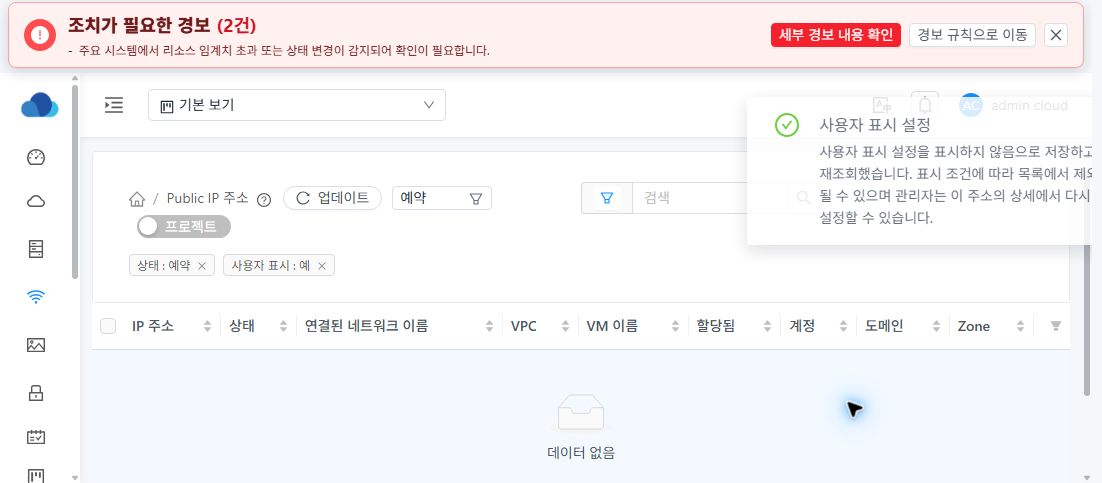 조치가 필요한 경보 (2건)
- 주요 시스템에서 리소스 임계치 초과 또는 상태 변경이 감지되어 확인이 필요합니다.
세부 경보 내용 확인
경보 규칙으로 이동
기본 보기
AC admin cloud
사용자 표시 설정
사용자 표시 설정을 표시하지 않음으로 저장하고
재조회했습니다. 표시 조건에 따라 목록에서 제외
될 수 있으며 관리자는 이 주소의 상세에서 다시
설정할 수 있습니다.
/ Public IP 주소 업데이트 예약
검색
프로젝트
상태 : 예약 사용자 표시 : 예
IP 주소 상태 연결된 네트워크 이름 VPC VM 이름 할당됨 계정 도메인 Zone
데이터 없음